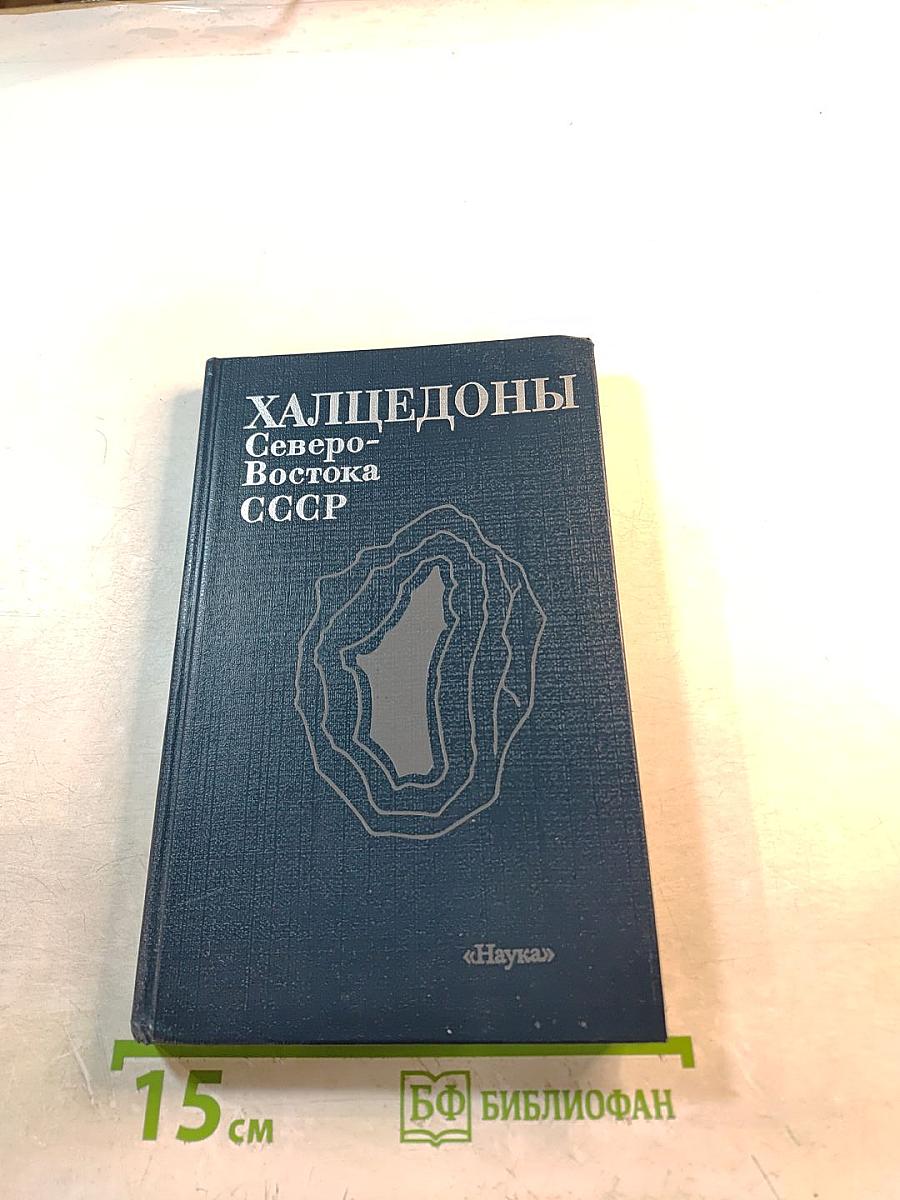 ХАЛЦЕДОНЫ
Северо-
Востока
СССР
«Наука»
15 см
БФ БИБЛИОФАН